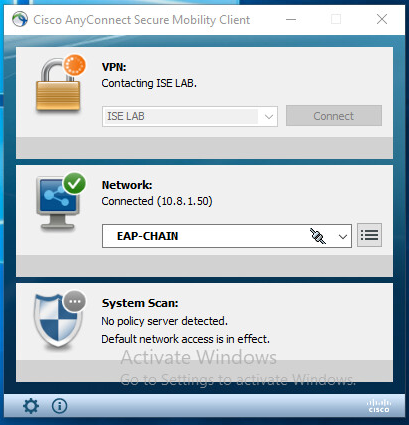 Cisco AnyConnect Secure Mobility Client
VPN:
Contacting ISE LAB.
ISE LAB
Connect
Network:
Connected (10.8.1.50)
EAP-CHAIN
System Scan:
No policy server detected.
Default network access is in effect.
Activate Windows
Go to Settings to activate Windows.
cisco